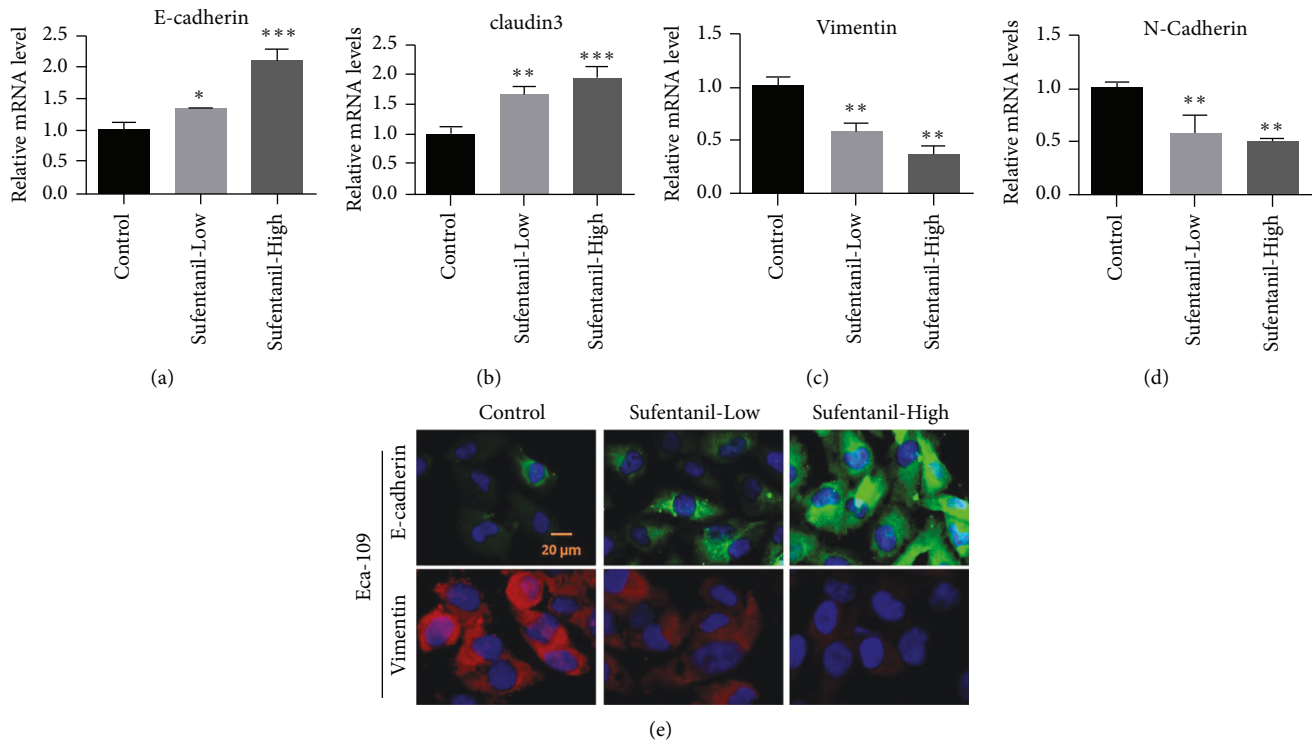 E-cadherin
Relative mRNA level
2.5
2.0
1.5
1.0
0.5
0.0
*
***
Control
Sufentanil-Low
Sufentanil-High
(a)
claudin3
Relative mRNA levels
2.5
2.0
1.5
1.0
0.5
0.0
**
***
Control
Sufentanil-Low
Sufentanil-High
(b)
Vimentin
Relative mRNA level
1.5
1.0
0.5
0.0
**
**
Control
Sufentanil-Low
Sufentanil-High
(c)
N-Cadherin
Relative mRNA levels
1.5
1.0
0.5
0.0
**
**
Control
Sufentanil-Low
Sufentanil-High
(d)
Control
Sufentanil-Low
Sufentanil-High
Eca-109
E-cadherin
20 μm
Vimentin
(e)